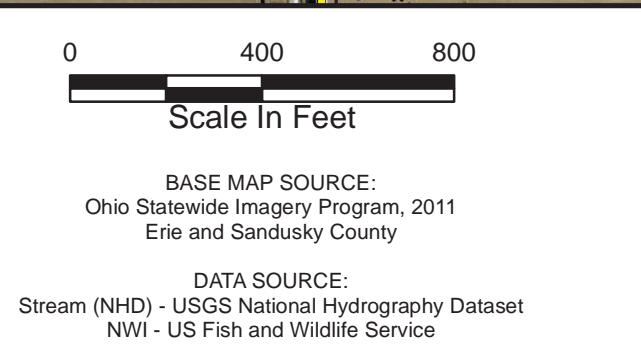 0 400 800
Scale In Feet
BASE MAP SOURCE:
Ohio Statewide Imagery Program, 2011
Erie and Sandusky County
DATA SOURCE:
Stream (NHD) - USGS National Hydrography Dataset
NWI - US Fish and Wildlife Service